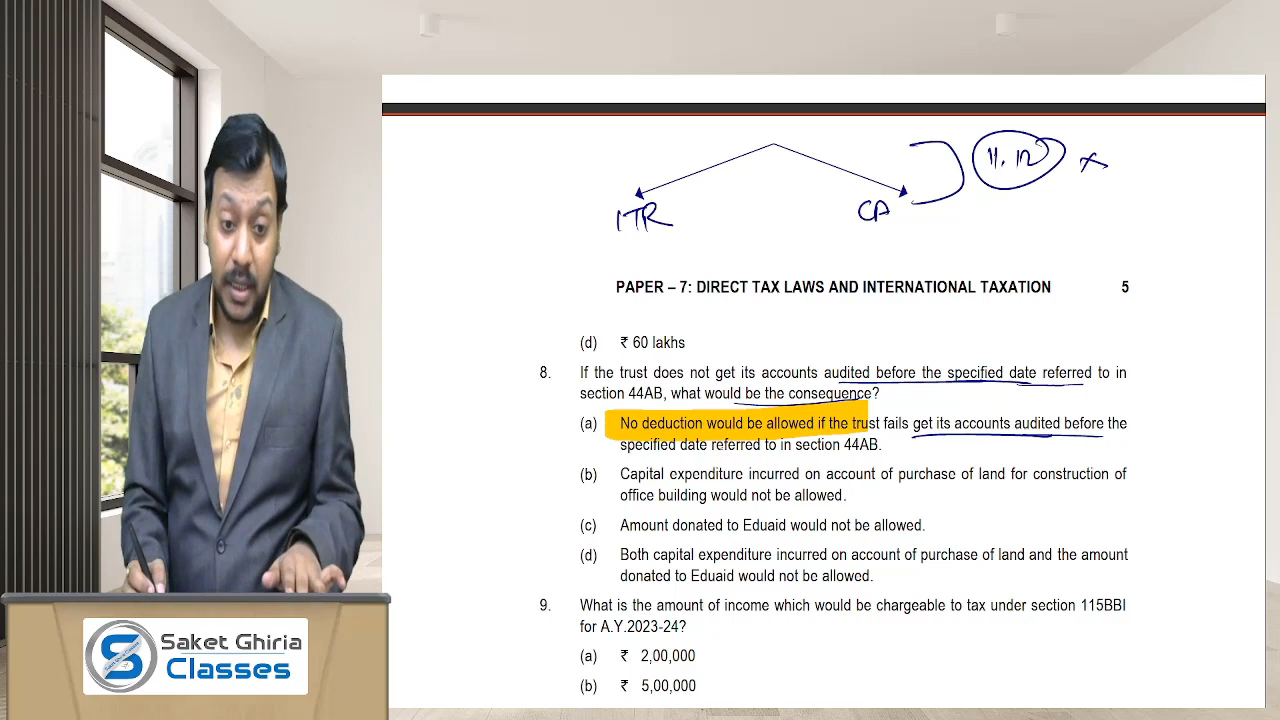 11, 12
ITR
CA
PAPER – 7: DIRECT TAX LAWS AND INTERNATIONAL TAXATION 5
(d) ₹ 60 lakhs
8. If the trust does not get its accounts audited before the specified date referred to in
section 44AB, what would be the consequence?
(a) No deduction would be allowed if the trust fails get its accounts audited before the
specified date referred to in section 44AB.
(b) Capital expenditure incurred on account of purchase of land for construction of
office building would not be allowed.
(c) Amount donated to Eduaid would not be allowed.
(d) Both capital expenditure incurred on account of purchase of land and the amount
donated to Eduaid would not be allowed.
9. What is the amount of income which would be chargeable to tax under section 115BBI
for A.Y.2023-24?
(a) ₹ 2,00,000
(b) ₹ 5,00,000
Saket Ghiria
Classes